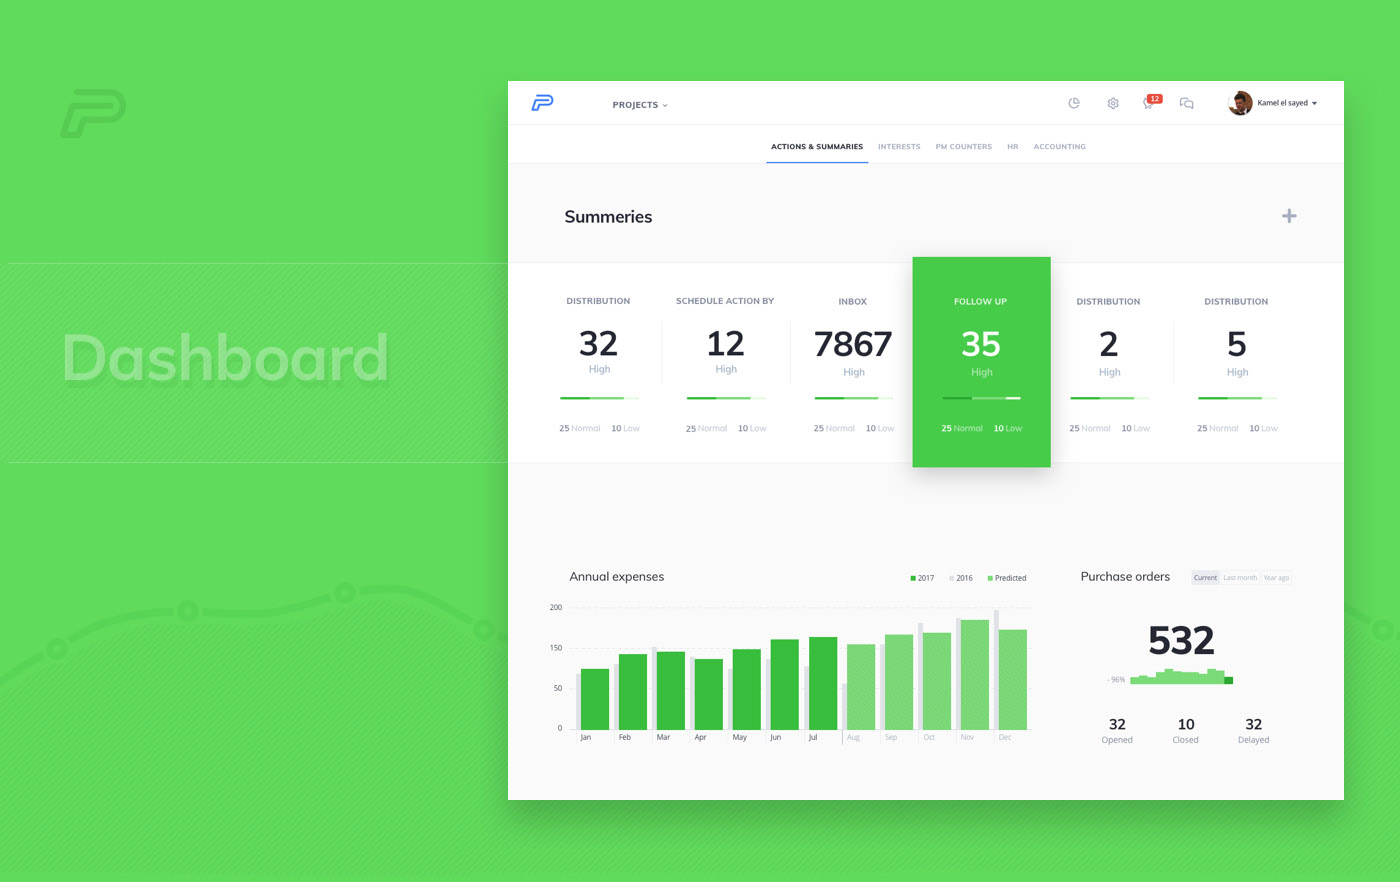 PROJECTS
12
Kamel el sayed
ACTIONS & SUMMARIES INTERESTS PM COUNTERS HR ACCOUNTING
Summeries
Dashboard
DISTRIBUTION SCHEDULE ACTION BY INBOX FOLLOW UP DISTRIBUTION DISTRIBUTION
32 12 7867 35 2 5
High High High High High High
25 Normal 10 Low 25 Normal 10 Low 25 Normal 10 Low 25 Normal 10 Low 25 Normal 10 Low 25 Normal 10 Low
Annual expenses
2017 2016 Predicted
200
150
50
0
Jan Feb Mar Apr May Jun Jul Aug Sep Oct Nov Dec
Purchase orders
Current Last month Year ago
532
-96%
32 10 32
Opened Closed Delayed